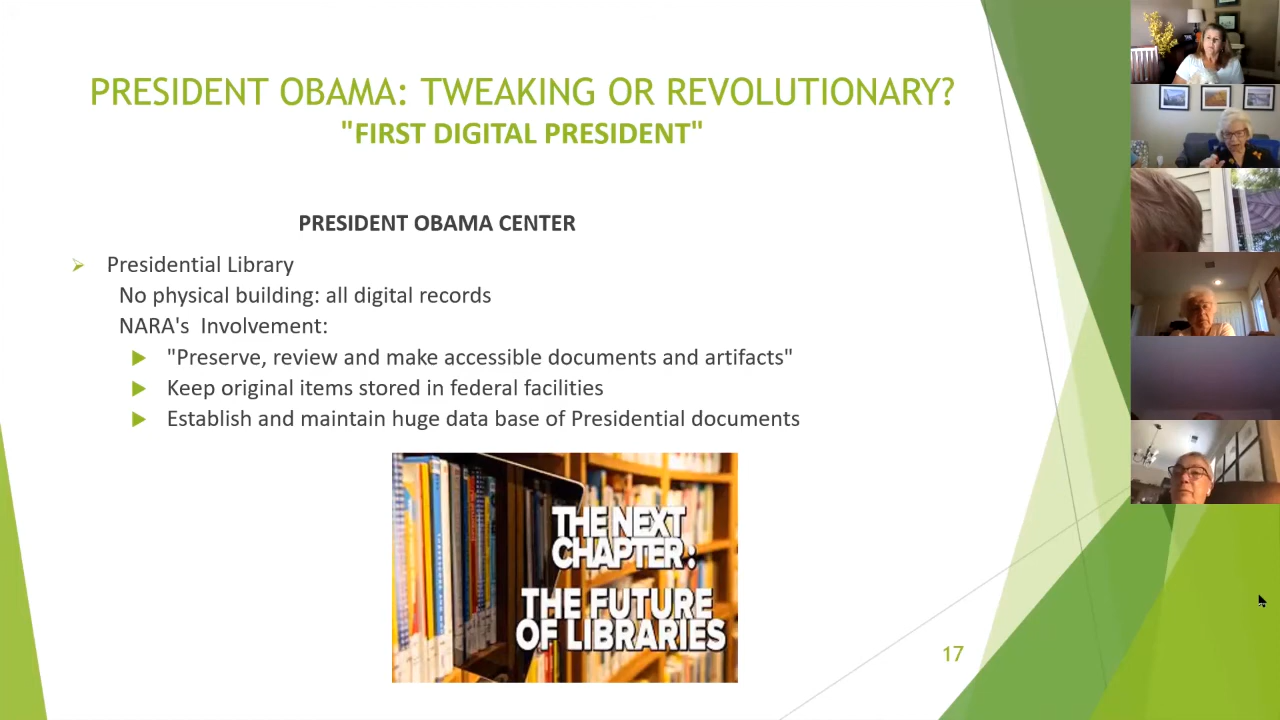 PRESIDENT OBAMA: TWEAKING OR REVOLUTIONARY?
"FIRST DIGITAL PRESIDENT"
PRESIDENT OBAMA CENTER
Presidential Library
No physical building: all digital records
NARA's Involvement:
"Preserve, review and make accessible documents and artifacts"
Keep original items stored in federal facilities
Establish and maintain huge data base of Presidential documents
THE NEXT
CHAPTER:
THE FUTURE
OF LIBRARIES
17